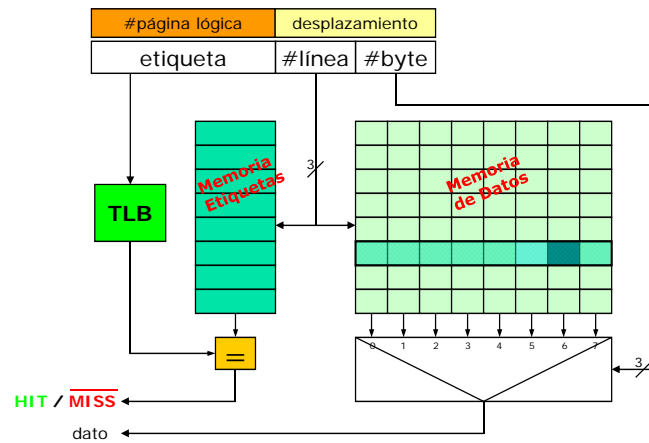 #página lógica desplazamiento
etiqueta #línea #byte
3
Memoria Etiquetas
Memoria de Datos
TLB
0 1 2 3 4 5 6 7
=
3
HIT / MISS
dato